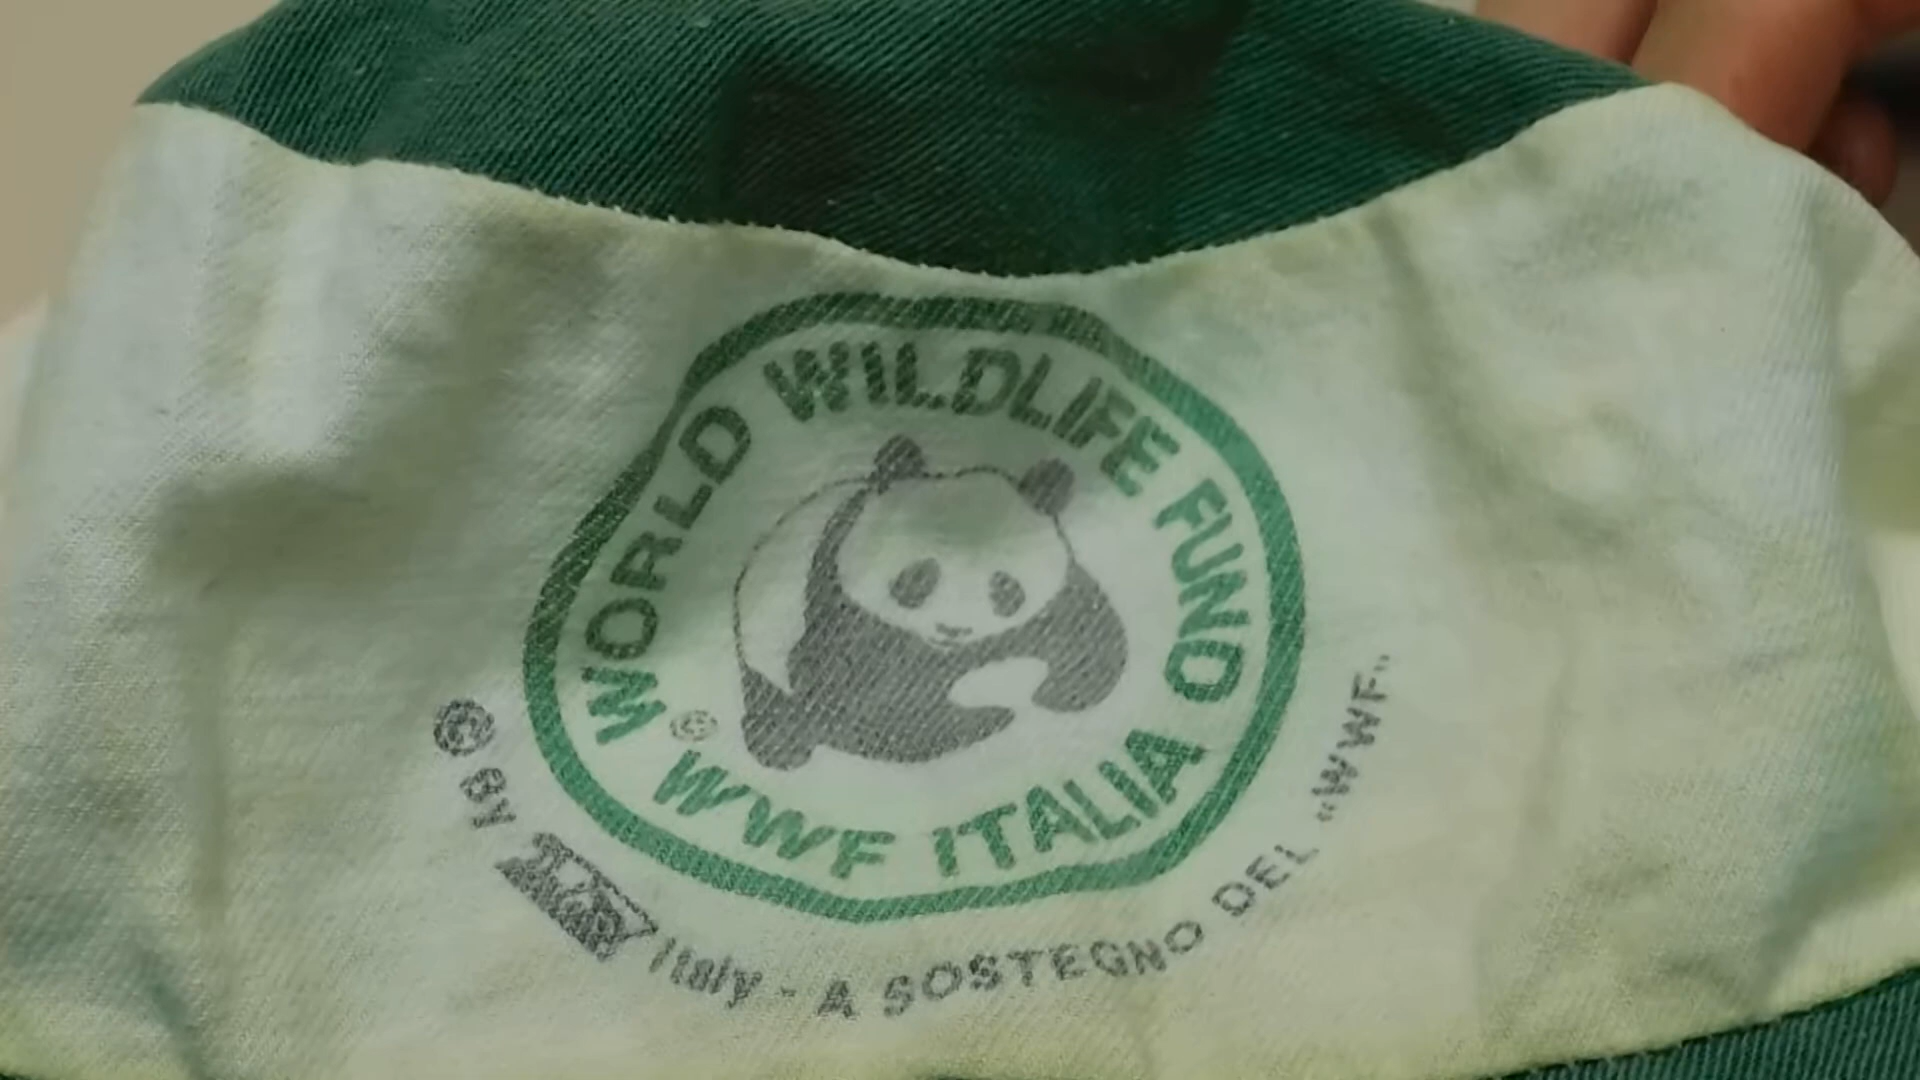 WORLD WILDLIFE FUND
© WWF ITALIA
© BY Italy - A SOSTEGNO DEL "WWF"